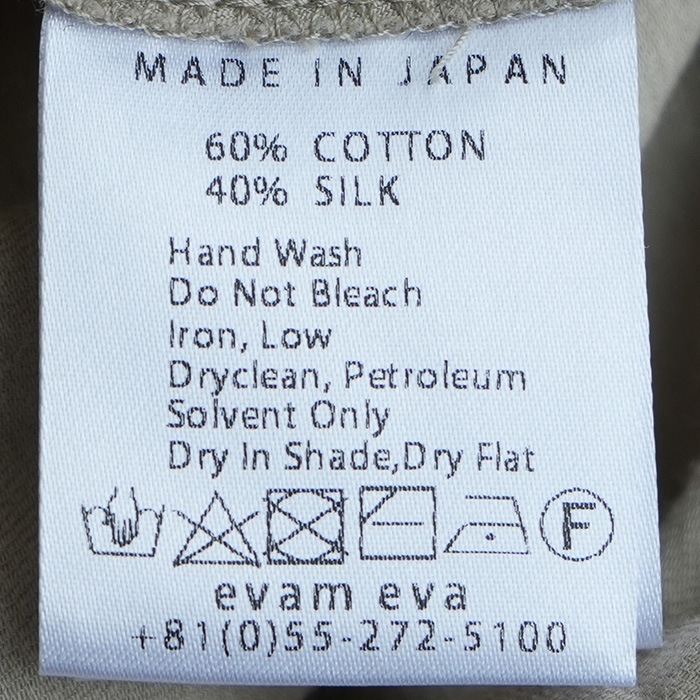 MADE IN JAPAN
60% COTTON
40% SILK
Hand Wash
Do Not Bleach
Iron, Low
Dryclean, Petroleum
Solvent Only
Dry In Shade,Dry Flat
F
evam eva
+81(0)55-272-5100